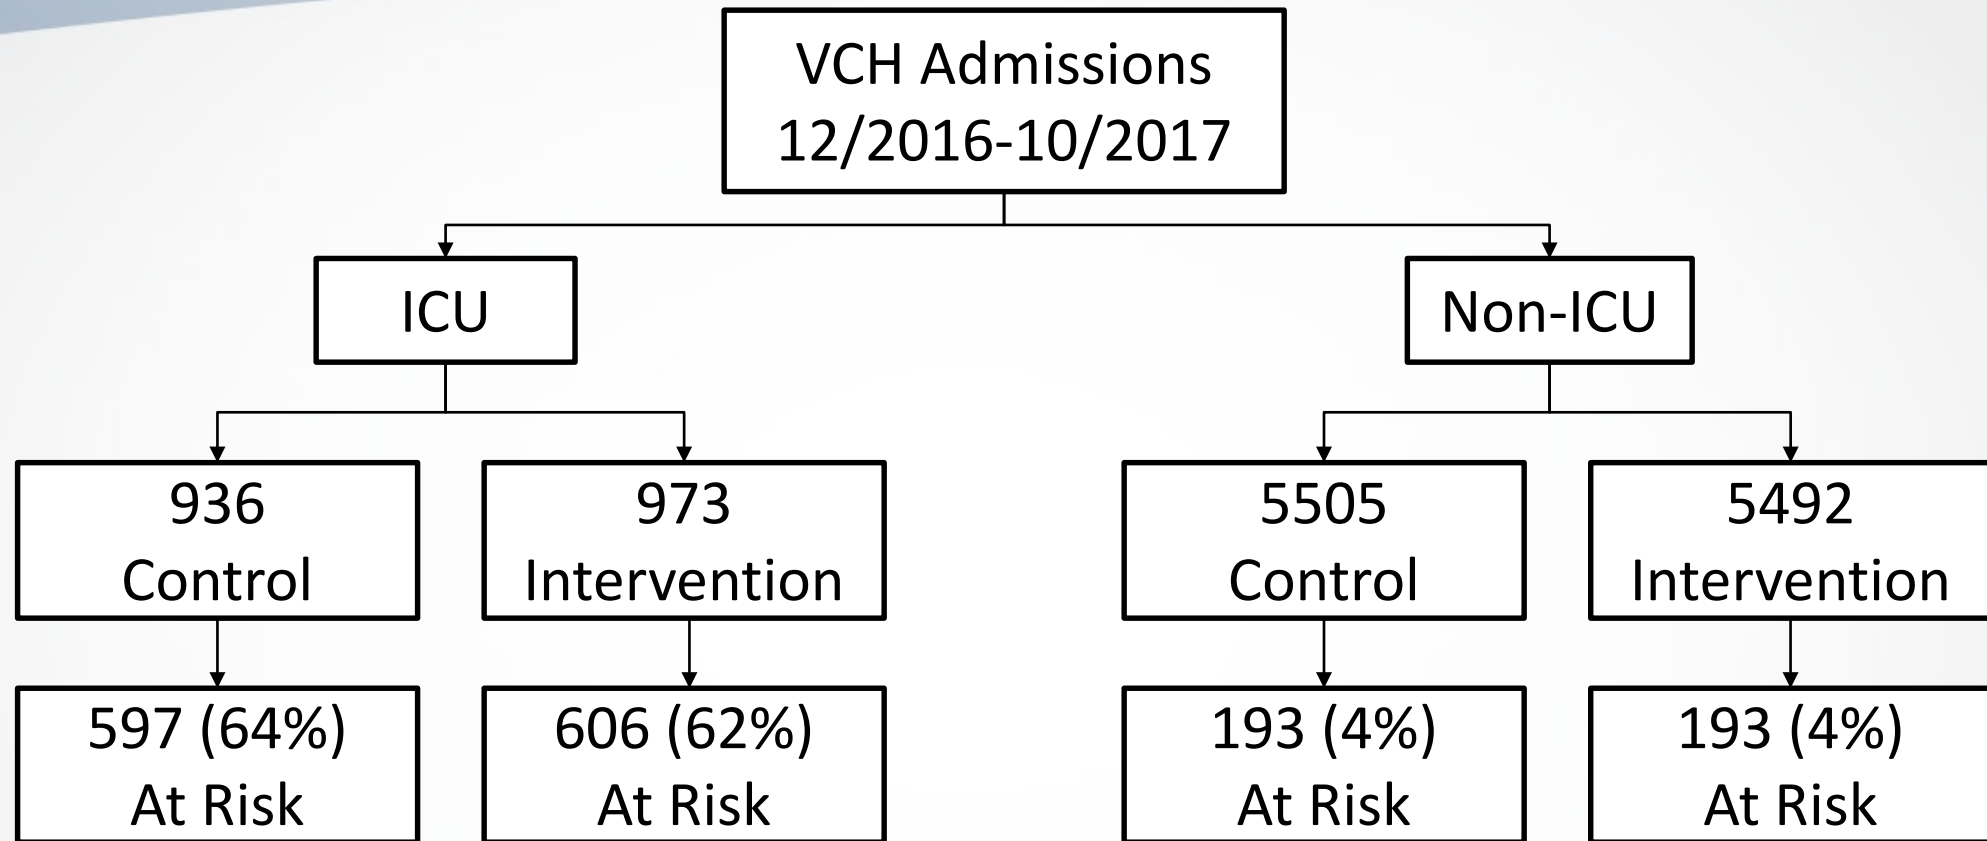 VCH Admissions
12/2016-10/2017
ICU
Non-ICU
936
Control
973
Intervention
5505
Control
5492
Intervention
597 (64%)
At Risk
606 (62%)
At Risk
193 (4%)
At Risk
193 (4%)
At Risk